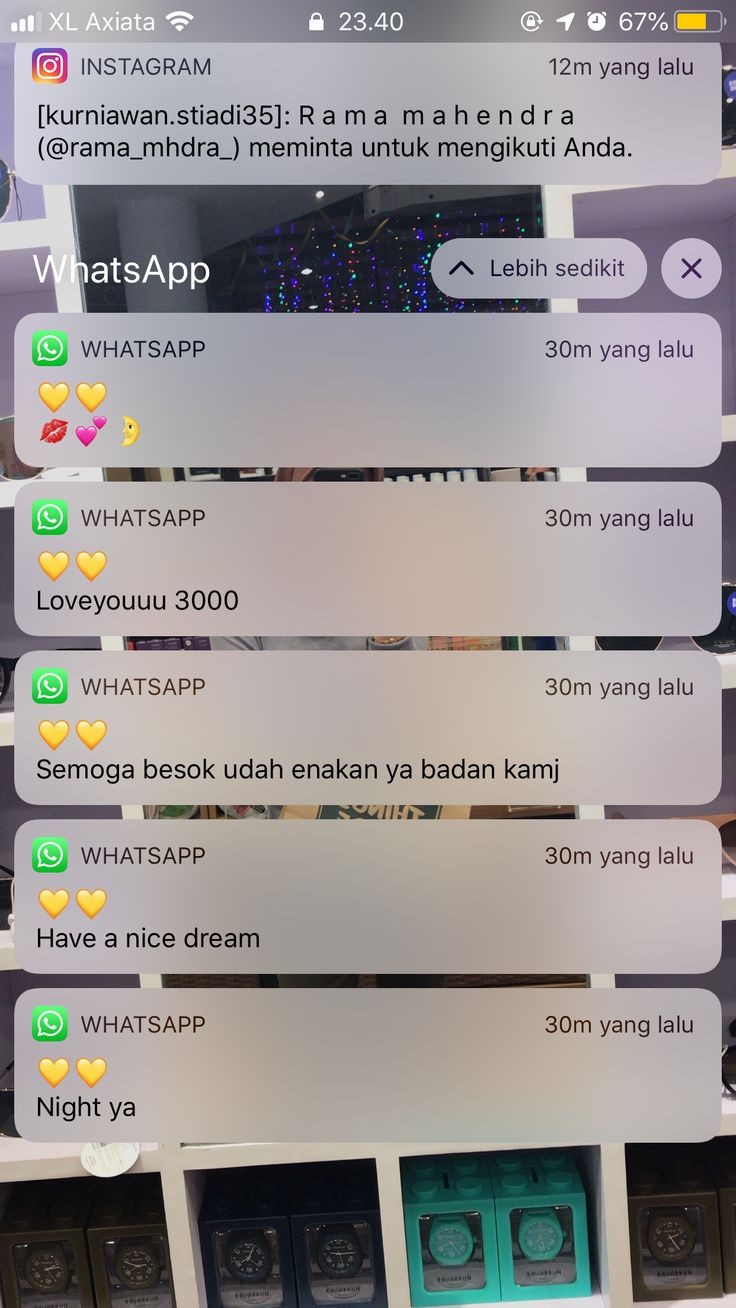 XL Axiata 23.40 67%
INSTAGRAM 12m yang lalu
[kurniawan.stiadi35]: R a m a m a h e n d r a
(@rama_mhdra_) meminta untuk mengikuti Anda.
WhatsApp Lebih sedikit
WHATSAPP 30m yang lalu
💛💛
💋💕🌛
WHATSAPP 30m yang lalu
💛💛
Loveyouuu 3000
WHATSAPP 30m yang lalu
💛💛
Semoga besok udah enakan ya badan kamj
WHATSAPP 30m yang lalu
💛💛
Have a nice dream
WHATSAPP 30m yang lalu
💛💛
Night ya